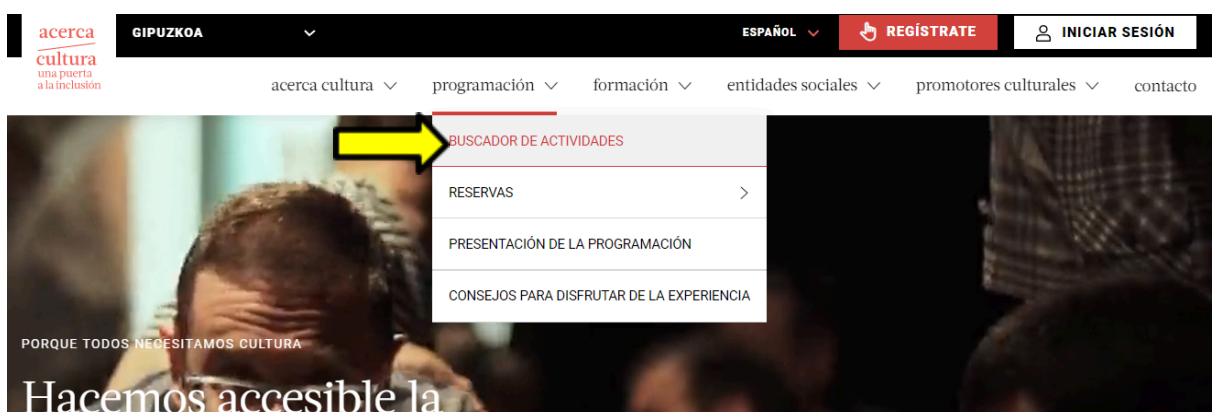 acerca
cultura
una puerta
a la inclusión
GIPUZKOA
ESPAÑOL
REGÍSTRATE
INICIAR SESIÓN
acerca cultura
programación
formación
entidades sociales
promotores culturales
contacto
BUSCADOR DE ACTIVIDADES
RESERVAS
PRESENTACIÓN DE LA PROGRAMACIÓN
CONSEJOS PARA DISFRUTAR DE LA EXPERIENCIA
PORQUE TODOS NECESITAMOS CULTURA
Hacemos accesible la